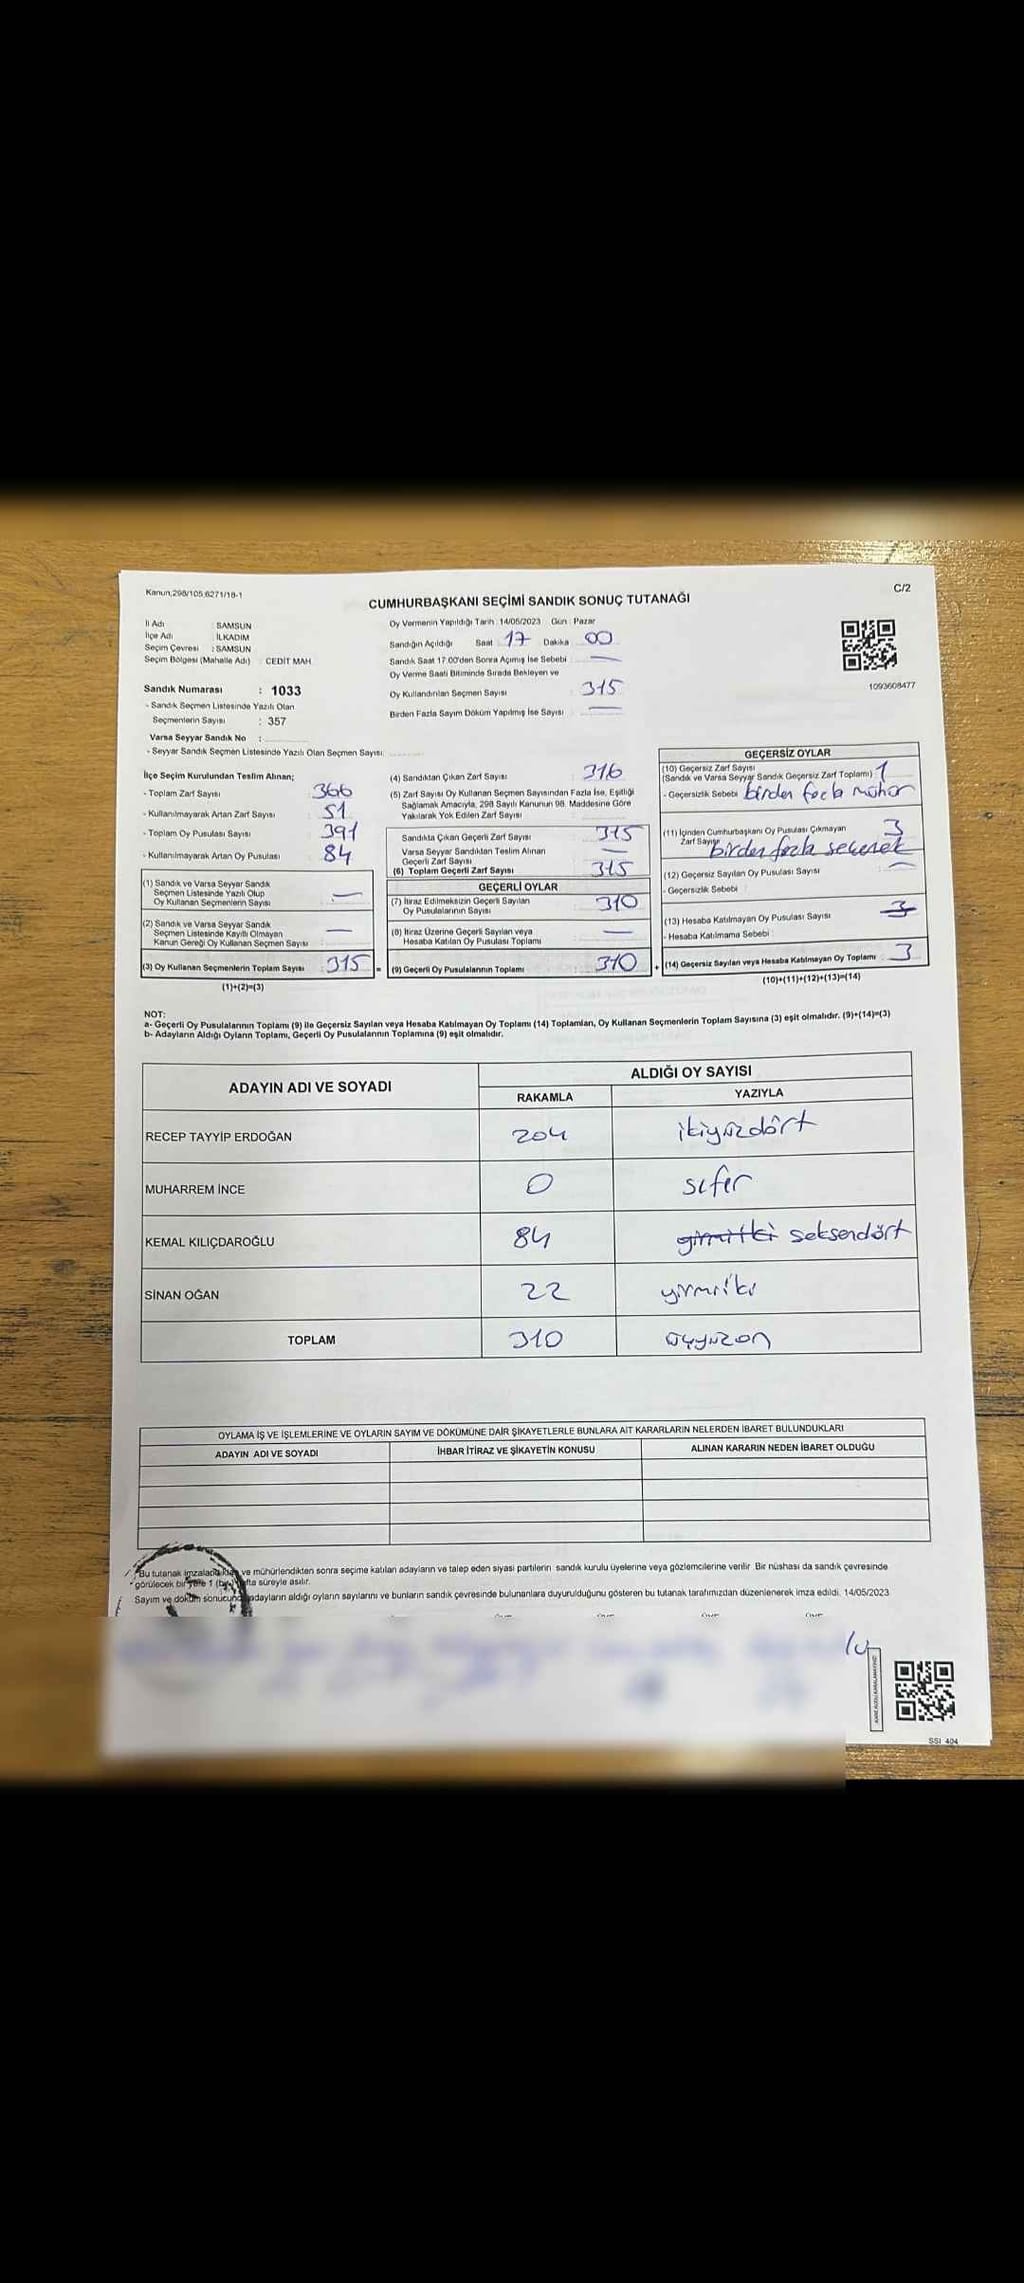 Kanun,298/105,6271/18-1
C/2
CUMHURBAŞKANI SEÇİMİ SANDIK SONUÇ TUTANAĞI
İl Adı : SAMSUN
İlçe Adı : İLKADIM
Seçim Çevresi : SAMSUN
Seçim Bölgesi (Mahalle Adı) : CEDİT MAH.
Sandık Numarası : 1033
- Sandık Seçmen Listesinde Yazılı Olan
Seçmenlerin Sayısı : 357
Varsa Seyyar Sandık No :
- Seyyar Sandık Seçmen Listesinde Yazılı Olan Seçmen Sayısı:
Oy Vermenin Yapıldığı Tarih : 14/05/2023 Gün : Pazar
Sandığın Açıldığı Saat 17 Dakika 00
Sandık Saat 17.00'den Sonra Açımış İse Sebebi : —
Oy Verme Saati Bitiminde Sırada Bekleyen ve
Oy Kullandırılan Seçmen Sayısı : 315
Birden Fazla Sayım Döküm Yapılmış İse Sayısı : —
1093608477
İlçe Seçim Kurulundan Teslim Alınan;
- Toplam Zarf Sayısı 366
- Kullanılmayarak Artan Zarf Sayısı 51
- Toplam Oy Pusulası Sayısı 391
- Kullanılmayarak Artan Oy Pusulası 84
(1) Sandık ve Varsa Seyyar Sandık
Seçmen Listesinde Yazılı Olup
Oy Kullanan Seçmenlerin Sayısı —
(2) Sandık ve Varsa Seyyar Sandık
Seçmen Listesinde Kayıtlı Olmayan
Kanun Gereği Oy Kullanan Seçmen Sayısı —
(3) Oy Kullanan Seçmenlerin Toplam Sayısı 315 =
(1)+(2)=(3)
(4) Sandıktan Çıkan Zarf Sayısı 316
(5) Zarf Sayısı Oy Kullanan Seçmen Sayısından Fazla İse, Eşitliği
Sağlamak Amacıyla, 298 Sayılı Kanunun 98. Maddesine Göre
Yakılarak Yok Edilen Zarf Sayısı
Sandıkta Çıkan Geçerli Zarf Sayısı 315
Varsa Seyyar Sandıktan Teslim Alınan
Geçerli Zarf Sayısı —
(6) Toplam Geçerli Zarf Sayısı 315
GEÇERLİ OYLAR
(7) İtiraz Edilmeksizin Geçerli Sayılan
Oy Pusulalarının Sayısı 310
(8) İtiraz Üzerine Geçerli Sayılan veya
Hesaba Katılan Oy Pusulası Toplamı —
(9) Geçerli Oy Pusulalarının Toplamı 310 +
GEÇERSİZ OYLAR
(10) Geçersiz Zarf Sayısı
(Sandık ve Varsa Seyyar Sandık Geçersiz Zarf Toplamı) 1
- Geçersizlik Sebebi birden fazla mühür
(11) İçinden Cumhurbaşkanı Oy Pusulası Çıkmayan
Zarf Sayısı 3
birden fazla seçenek
(12) Geçersiz Sayılan Oy Pusulası Sayısı —
- Geçersizlik Sebebi :
(13) Hesaba Katılmayan Oy Pusulası Sayısı 3
- Hesaba Katılmama Sebebi :
(14) Geçersiz Sayılan veya Hesaba Katılmayan Oy Toplamı 3
(10)+(11)+(12)+(13)=(14)
NOT:
a- Geçerli Oy Pusulalarının Toplamı (9) ile Geçersiz Sayılan veya Hesaba Katılmayan Oy Toplamı (14) Toplamları, Oy Kullanan Seçmenlerin Toplam Sayısına (3) eşit olmalıdır. (9)+(14)=(3)
b- Adayların Aldığı Oyların Toplamı, Geçerli Oy Pusulalarının Toplamına (9) eşit olmalıdır.
ADAYIN ADI VE SOYADI
ALDIĞI OY SAYISI
RAKAMLA YAZIYLA
RECEP TAYYİP ERDOĞAN 204 ikiyüzdört
MUHARREM İNCE 0 sıfır
KEMAL KILIÇDAROĞLU 84 seksendört
SİNAN OĞAN 22 yirmiiki
TOPLAM 310 üçyüzon
OYLAMA İŞ VE İŞLEMLERİNE VE OYLARIN SAYIM VE DÖKÜMÜNE DAİR ŞİKAYETLERLE BUNLARA AİT KARARLARIN NELERDEN İBARET BULUNDUKLARI
ADAYIN ADI VE SOYADI İHBAR İTİRAZ VE ŞİKAYETİN KONUSU ALINAN KARARIN NEDEN İBARET OLDUĞU
Bu tutanak imzalandıktan ve mühürlendikten sonra seçime katılan adayların ve talep eden siyasi partilerin sandık kurulu üyelerine veya gözlemcilerine verilir. Bir nüshası da sandık çevresinde
görülecek bir yere 1 (bir) hafta süreyle asılır.
Sayım ve döküm sonucunda adayların aldığı oyların sayılarını ve bunların sandık çevresinde bulunanlara duyurulduğunu gösteren bu tutanak tarafımızdan düzenlenerek imza edildi. 14/05/2023
SSI 404